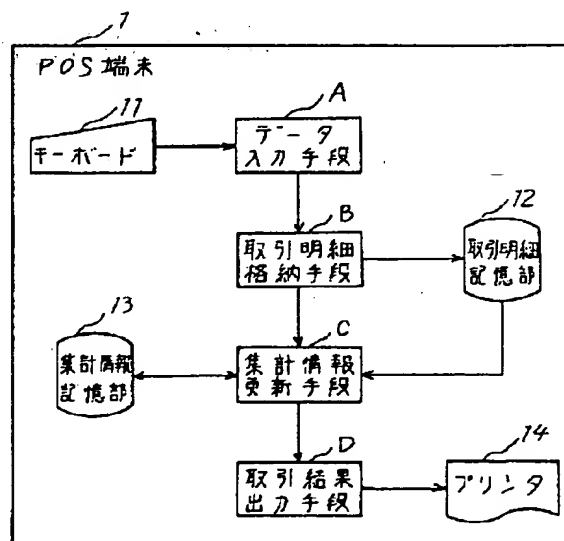 1
POS端末
11
キーボード
A
データ
入力手段
B
取引明細
格納手段
12
取引明細
記憶部
13
集計情報
記憶部
C
集計情報
更新手段
D
取引結果
出力手段
14
プリンタ